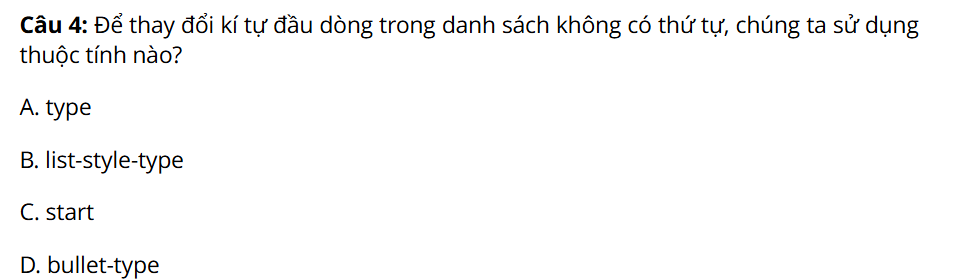 Câu 4: Để thay đổi kí tự đầu dòng trong danh sách không có thứ tự, chúng ta sử dụng
thuộc tính nào?
A. type
B. list-style-type
C. start
D. bullet-type